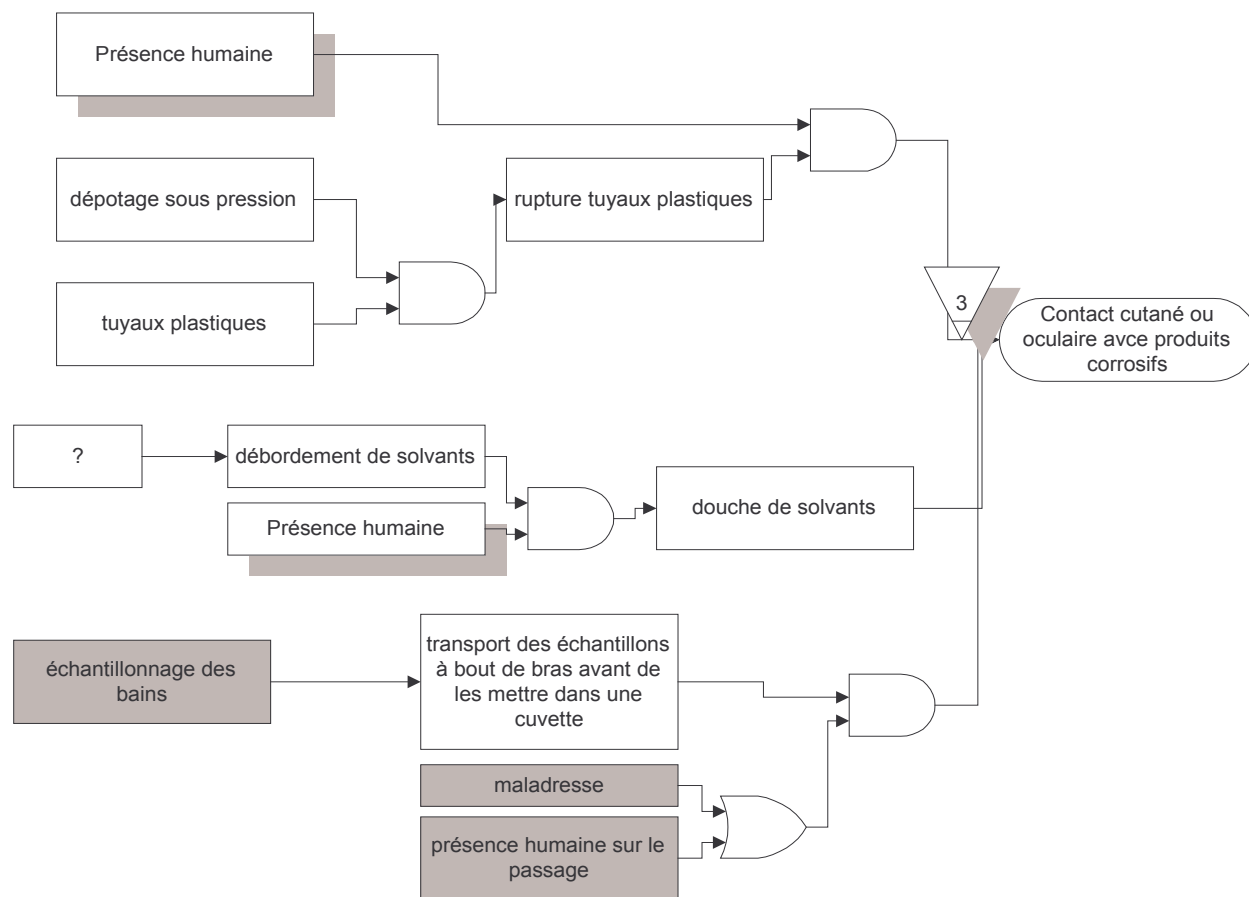 Présence humaine
dépotage sous pression
rupture tuyaux plastiques
tuyaux plastiques
3
Contact cutané ou
oculaire avce produits
corrosifs
?
débordement de solvants
Présence humaine
douche de solvants
échantillonnage des
bains
transport des échantillons
à bout de bras avant de
les mettre dans une
cuvette
maladresse
présence humaine sur le
passage